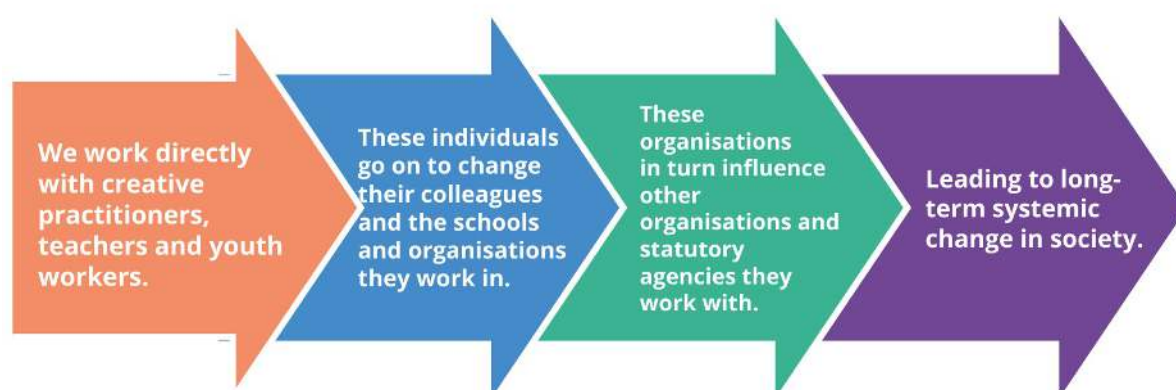 We work directly
with creative
practitioners,
teachers and youth
workers.
These individuals
go on to change
their colleagues
and the schools
and organisations
they work in.
These
organisations
in turn influence
other
organisations and
statutory
agencies they
work with.
Leading to long-
term systemic
change in society.